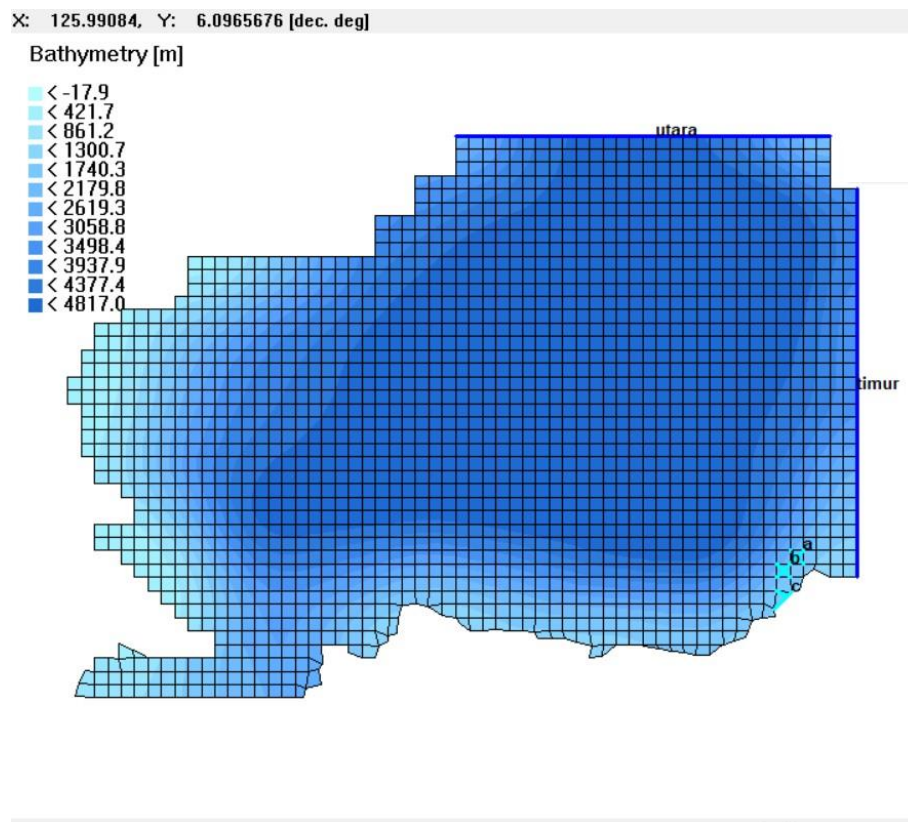 X: 125.99084, Y: 6.0965676 [dec. deg]
Bathymetry [m]
< -17.9
< 421.7
< 861.2
< 1300.7
< 1740.3
< 2179.8
< 2619.3
< 3058.8
< 3498.4
< 3937.9
< 4377.4
< 4817.0
utara
timur
a
b
c